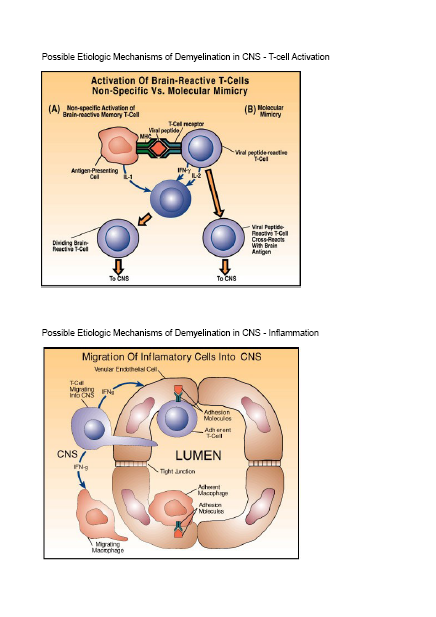 Possible Etiologic Mechanisms of Demyelination in CNS - T-cell Activation
Activation Of Brain-Reactive T-Cells
Non-Specific Vs. Molecular Mimicry
(A) Non-specific Activation of
Brain-reactive Memory T-Cell
(B) Molecular
Mimicry
T-Cell receptor
Viral peptide
MHC
Viral peptide-reactive
T-Cell
Antigen-Presenting
Cell
IL-1
IFN-γ
IL-2
Dividing Brain-
Reactive T-Cell
Viral Peptide-
Reactive T-Cell
Cross-Reacts
With Brain
Antigen
To CNS
To CNS
Possible Etiologic Mechanisms of Demyelination in CNS - Inflammation
Migration Of Inflamatory Cells Into CNS
Venular Endothelial Cell
T-Cell
Migrating
Into CNS
IFNg
Adhesion
Molecules
Adherent
T-Cell
CNS
LUMEN
IFN-g
Tight Junction
Adherent
Macrophage
Adhesion
Molecules
Migrating
Macrophage